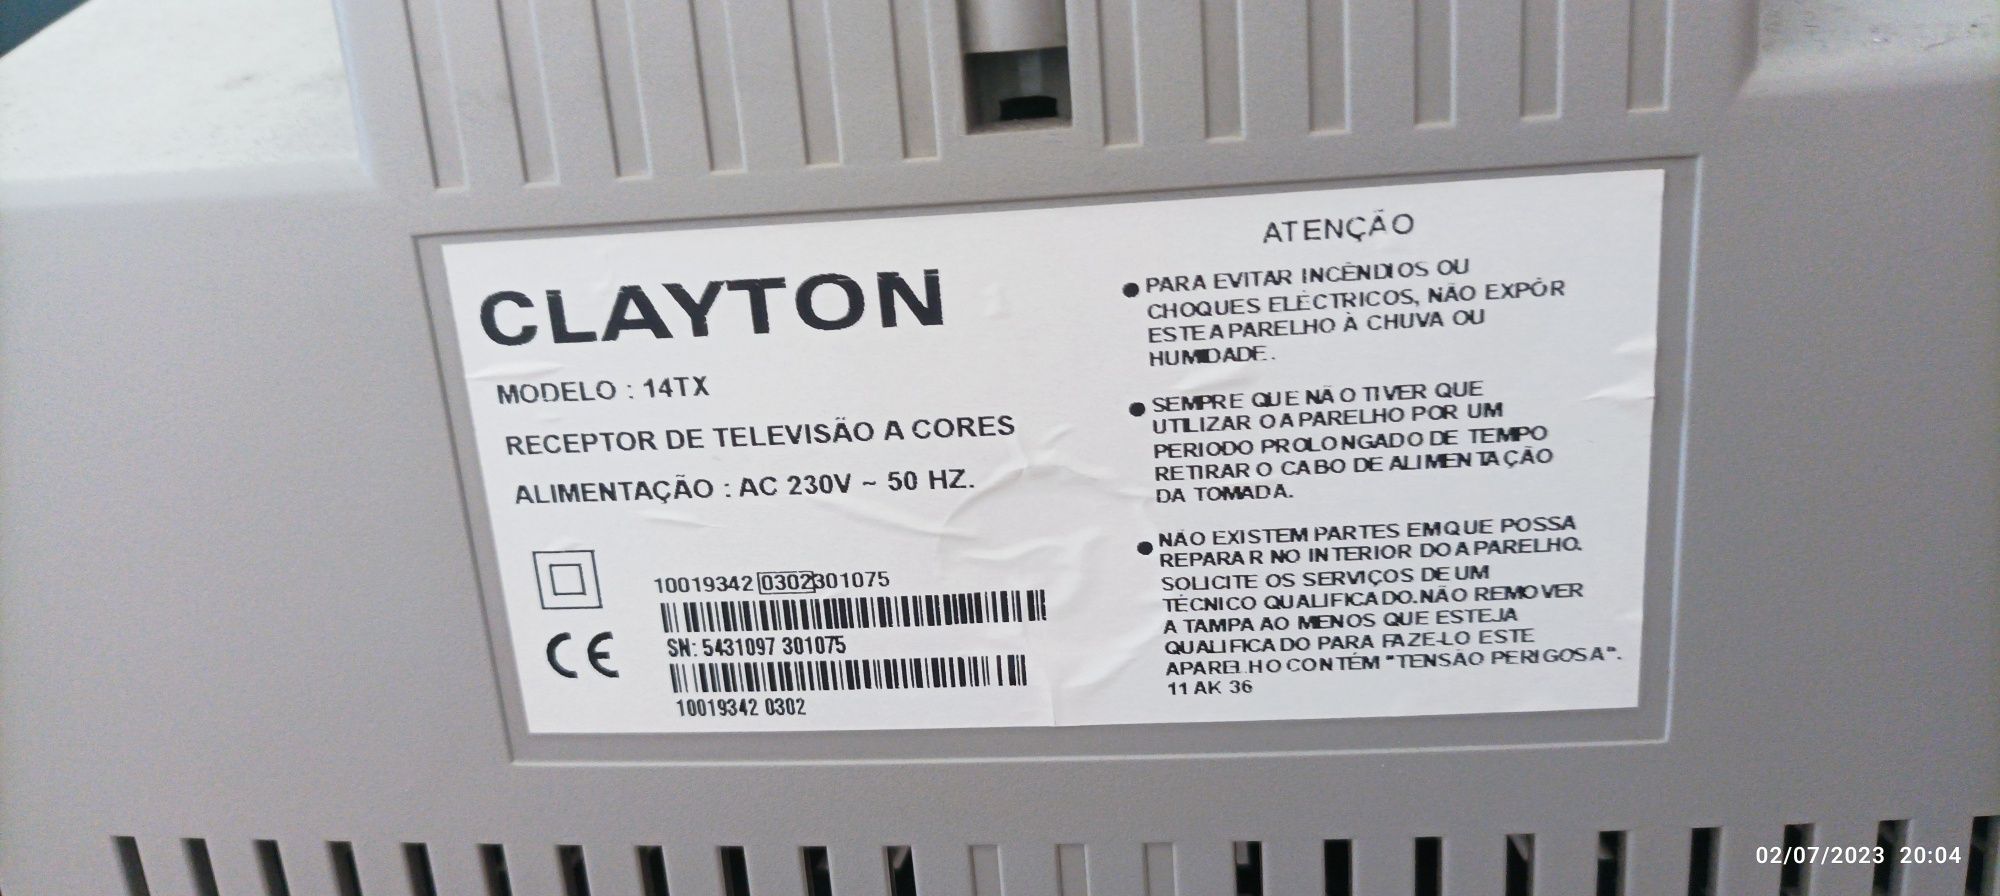 CLAYTON
MODELO : 14TX
RECEPTOR DE TELEVISÃO A CORES
ALIMENTAÇÃO : AC 230V ~ 50 HZ.
CE
10019342 0302301075
SN: 5431097 301075
10019342 0302
ATENÇÃO
● PARA EVITAR INCÊNDIOS OU
CHOQUES ELÉCTRICOS, NÃO EXPÔR
ESTE APARELHO À CHUVA OU
HUMIDADE.
● SEMPRE QUE NÃO TIVER QUE
UTILIZAR O APARELHO POR UM
PERIODO PROLONGADO DE TEMPO
RETIRAR O CABO DE ALIMENTAÇÃO
DA TOMADA.
● NÃO EXISTEM PARTES EM QUE POSSA
REPARAR NO INTERIOR DO APARELHO.
SOLICITE OS SERVIÇOS DE UM
TÉCNICO QUALIFICADO.NÃO REMOVER
A TAMPA AO MENOS QUE ESTEJA
QUALIFICADO PARA FAZE-LO ESTE
APARELHO CONTÉM "TENSÃO PERIGOSA".
11 AK 36
02/07/2023 20:04